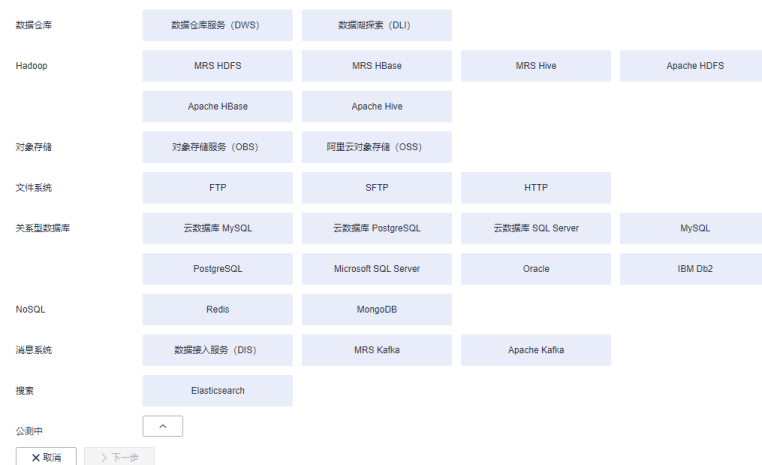 数据仓库 数据仓库服务（DWS） 数据湖探索（DLI）
Hadoop MRS HDFS MRS HBase MRS Hive Apache HDFS
Apache HBase Apache Hive
对象存储 对象存储服务（OBS） 阿里云对象存储（OSS）
文件系统 FTP SFTP HTTP
关系型数据库 云数据库 MySQL 云数据库 PostgreSQL 云数据库 SQL Server MySQL
PostgreSQL Microsoft SQL Server Oracle IBM Db2
NoSQL Redis MongoDB
消息系统 数据接入服务（DIS） MRS Kafka Apache Kafka
搜索 Elasticsearch
公测中
取消 下一步